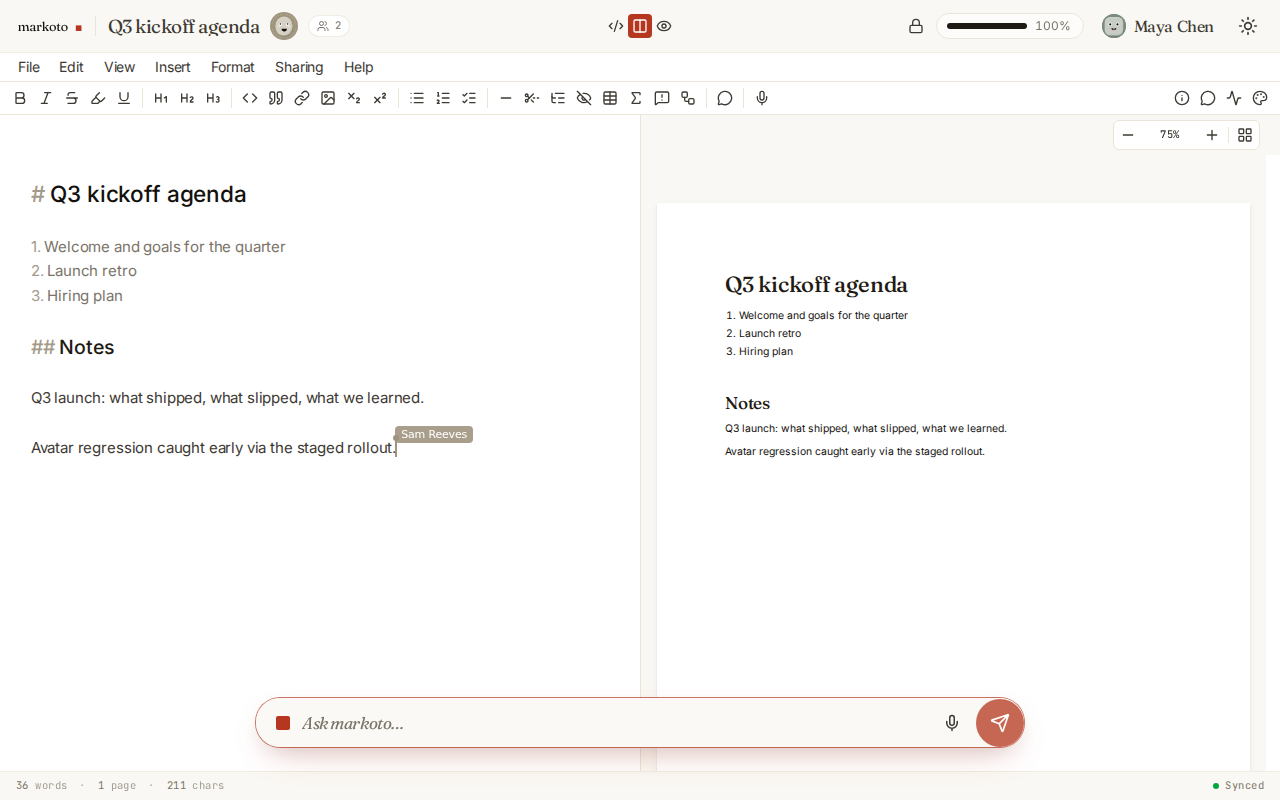 markoto
Q3 kickoff agenda
2
100%
Maya Chen
File Edit View Insert Format Sharing Help
H1 H2 H3
75%
# Q3 kickoff agenda
1. Welcome and goals for the quarter
2. Launch retro
3. Hiring plan
## Notes
Q3 launch: what shipped, what slipped, what we learned.
Sam Reeves
Avatar regression caught early via the staged rollout.
Q3 kickoff agenda
1. Welcome and goals for the quarter
2. Launch retro
3. Hiring plan
Notes
Q3 launch: what shipped, what slipped, what we learned.
Avatar regression caught early via the staged rollout.
Ask markoto...
36 words · 1 page · 211 chars
Synced